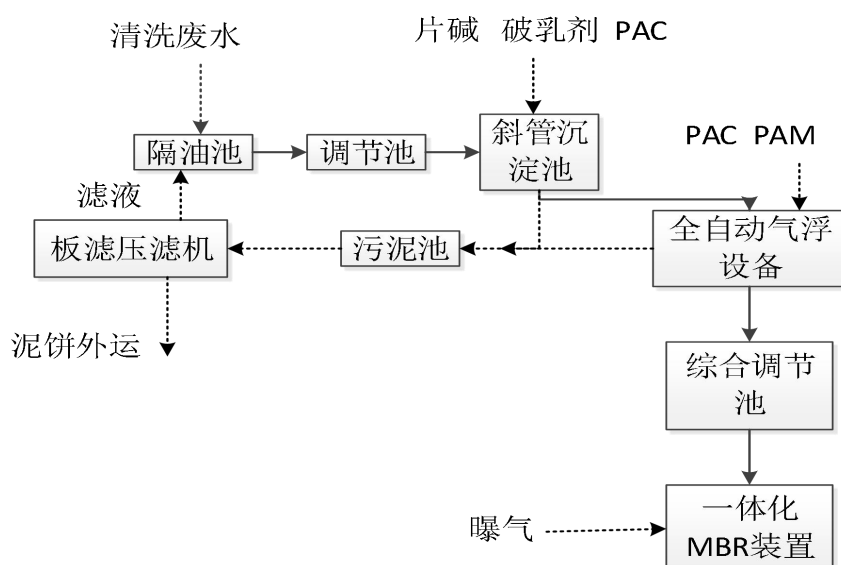 清洗废水
片碱 破乳剂 PAC
隔油池
调节池
斜管沉
淀池
PAC PAM
滤液
板滤压滤机
污泥池
全自动气浮
设备
泥饼外运
综合调节
池
曝气
一体化
MBR装置